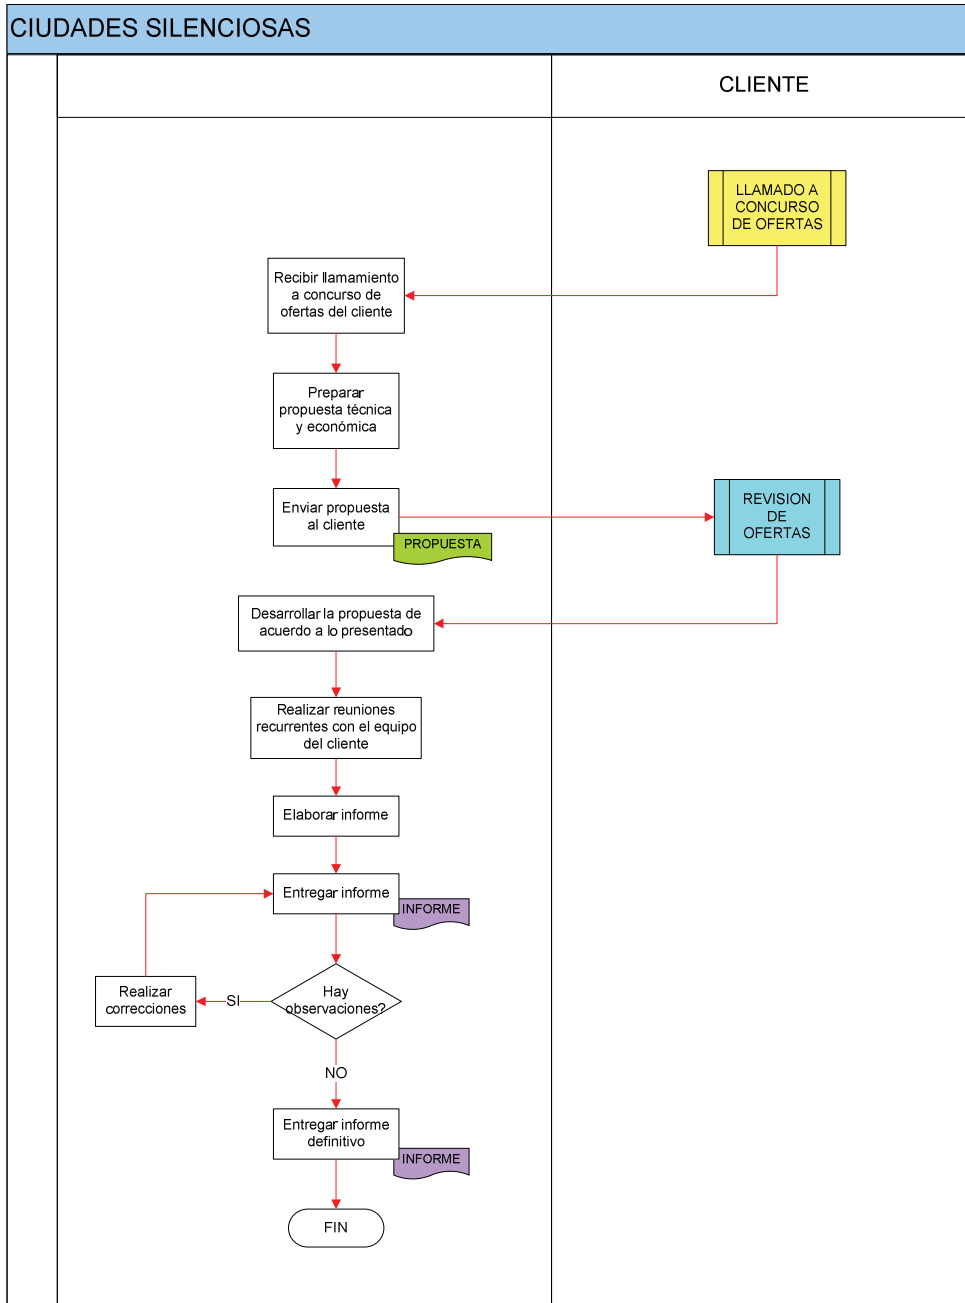 CIUDADES SILENCIOSAS
CLIENTE
LLAMADO A
CONCURSO
DE OFERTAS
Recibir llamamiento
a concurso de
ofertas del cliente
Preparar
propuesta técnica
y económica
Enviar propuesta
al cliente
PROPUESTA
REVISION
DE
OFERTAS
Desarrollar la propuesta de
acuerdo a lo presentado
Realizar reuniones
recurrentes con el equipo
del cliente
Elaborar informe
Entregar informe
INFORME
Hay
observaciones?
SI
Realizar
correcciones
NO
Entregar informe
definitivo
INFORME
FIN